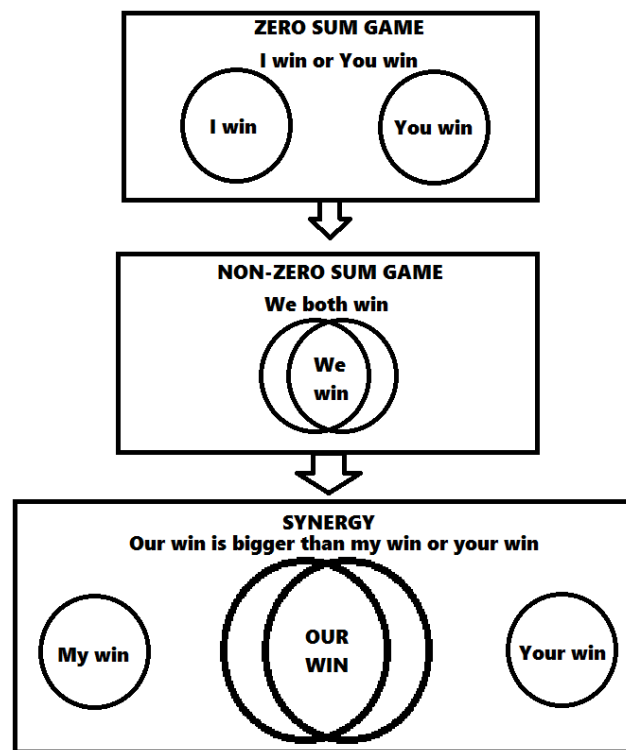 ZERO SUM GAME
I win or You win
I win
You win
NON-ZERO SUM GAME
We both win
We
win
SYNERGY
Our win is bigger than my win or your win
My win
OUR
WIN
Your win